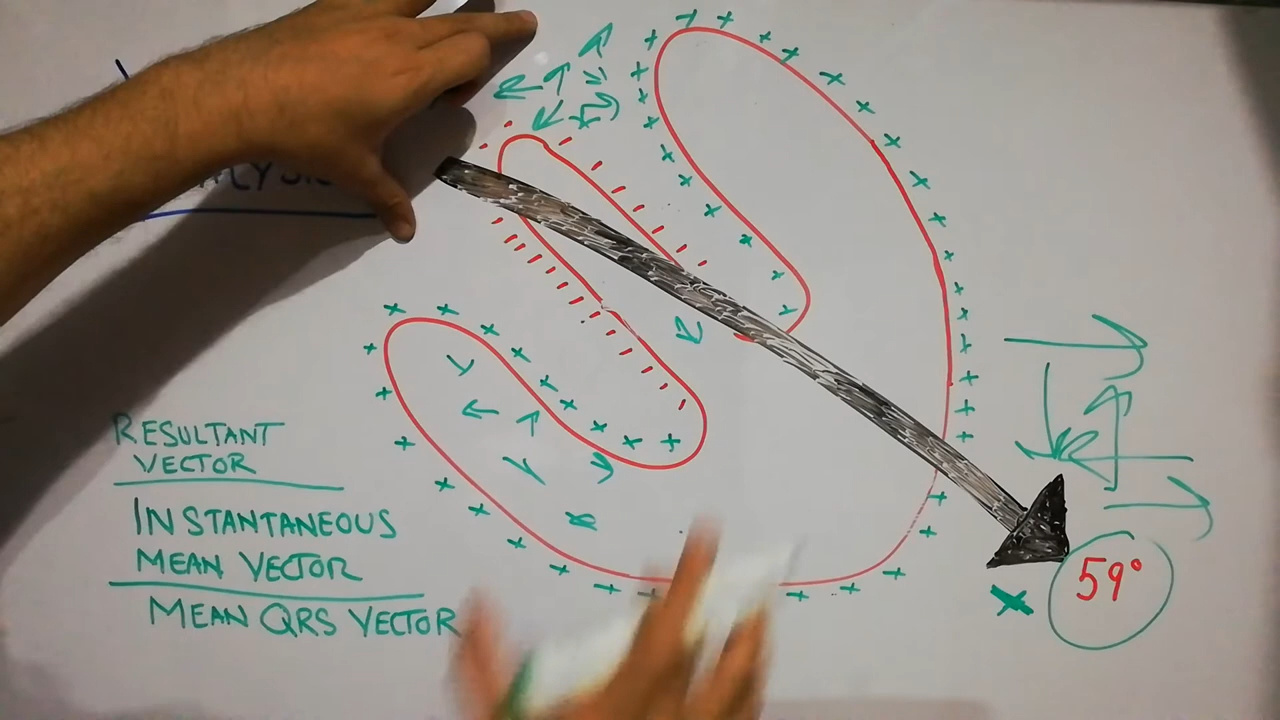 RESULTANT
VECTOR
INSTANTANEOUS
MEAN VECTOR
MEAN QRS VECTOR
59°